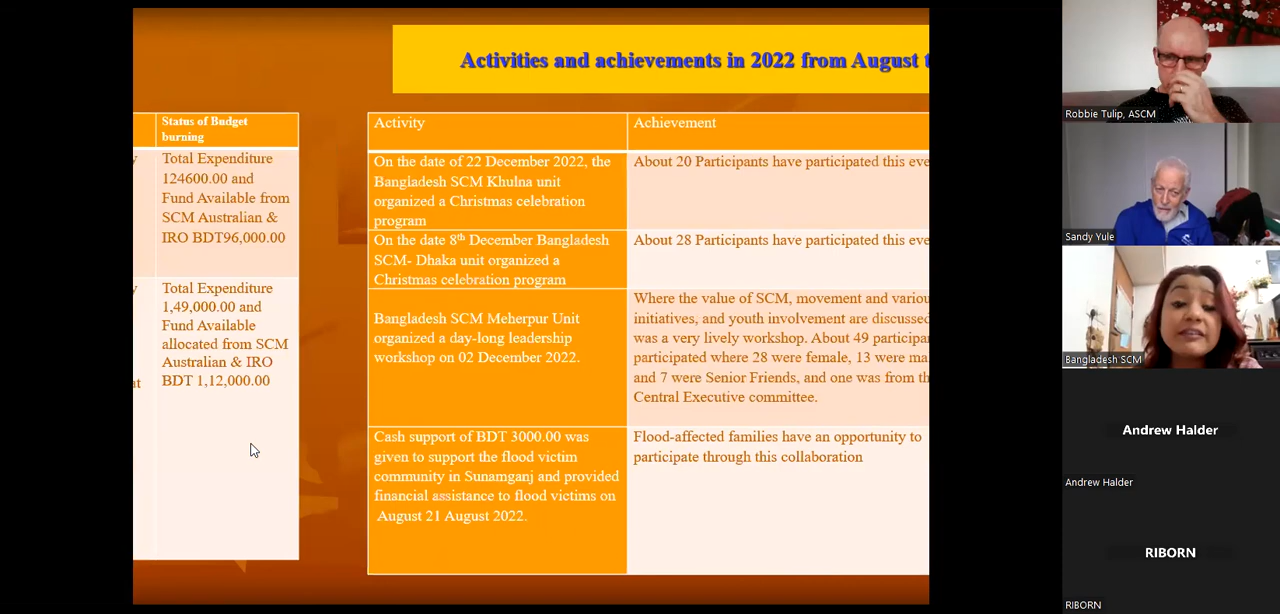 Activities and achievements in 2022 from August t
Status of Budget
burning
Total Expenditure
124600.00 and
Fund Available from
SCM Australian &
IRO BDT96,000.00
Total Expenditure
1,49,000.00 and
Fund Available
allocated from SCM
Australian & IRO
BDT 1,12,000.00
Activity
Achievement
On the date of 22 December 2022, the
Bangladesh SCM Khulna unit
organized a Christmas celebration
program
About 20 Participants have participated this eve
On the date 8th December Bangladesh
SCM- Dhaka unit organized a
Christmas celebration program
About 28 Participants have participated this eve
Bangladesh SCM Meherpur Unit
organized a day-long leadership
workshop on 02 December 2022.
Where the value of SCM, movement and variou
initiatives, and youth involvement are discussed
was a very lively workshop. About 49 participa
participated where 28 were female, 13 were ma
and 7 were Senior Friends, and one was from th
Central Executive committee.
Cash support of BDT 3000.00 was
given to support the flood victim
community in Sunamganj and provided
financial assistance to flood victims on
August 21 August 2022.
Flood-affected families have an opportunity to
participate through this collaboration
Robbie Tulip, ASCM
Sandy Yule
Bangladesh SCM
Andrew Halder
Andrew Halder
RIBORN
RIBORN